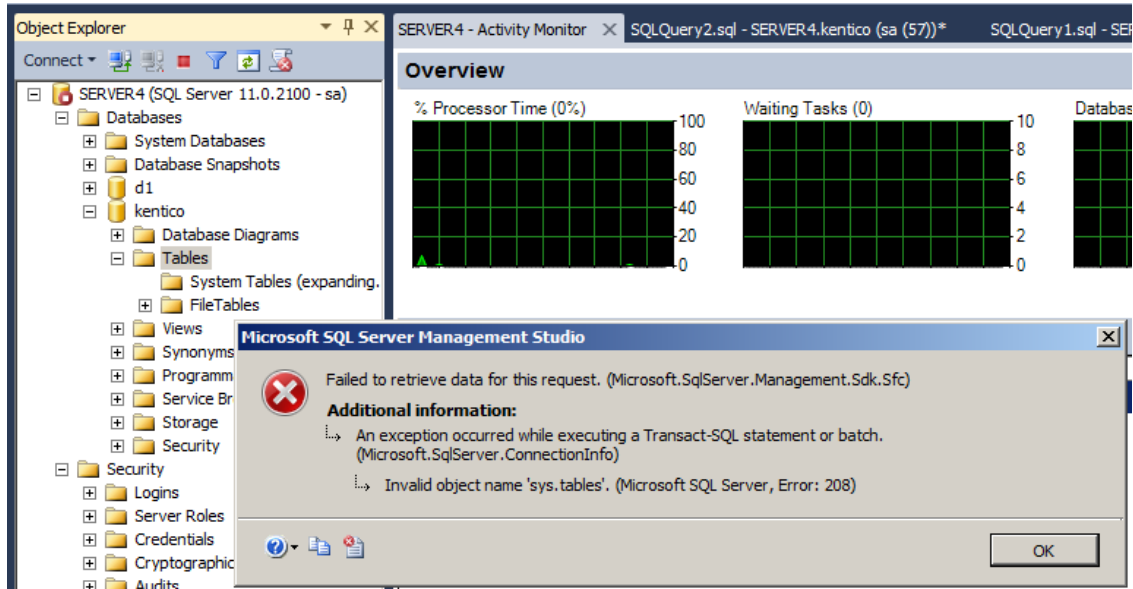 Object Explorer
SERVER4 - Activity Monitor
SQLQuery2.sql - SERVER4.kentico (sa (57))*
SQLQuery1.sql - SER
Connect
Overview
SERVER4 (SQL Server 11.0.2100 - sa)
Databases
System Databases
Database Snapshots
d1
kentico
Database Diagrams
Tables
System Tables (expanding.
FileTables
Views
Synonyms
Programm
Service Br
Storage
Security
Security
Logins
Server Roles
Credentials
Cryptographic
Audits
% Processor Time (0%)
100
80
60
40
20
0
Waiting Tasks (0)
10
8
6
4
2
0
Databas
Microsoft SQL Server Management Studio
Failed to retrieve data for this request. (Microsoft.SqlServer.Management.Sdk.Sfc)
Additional information:
An exception occurred while executing a Transact-SQL statement or batch.
(Microsoft.SqlServer.ConnectionInfo)
Invalid object name 'sys.tables'. (Microsoft SQL Server, Error: 208)
OK